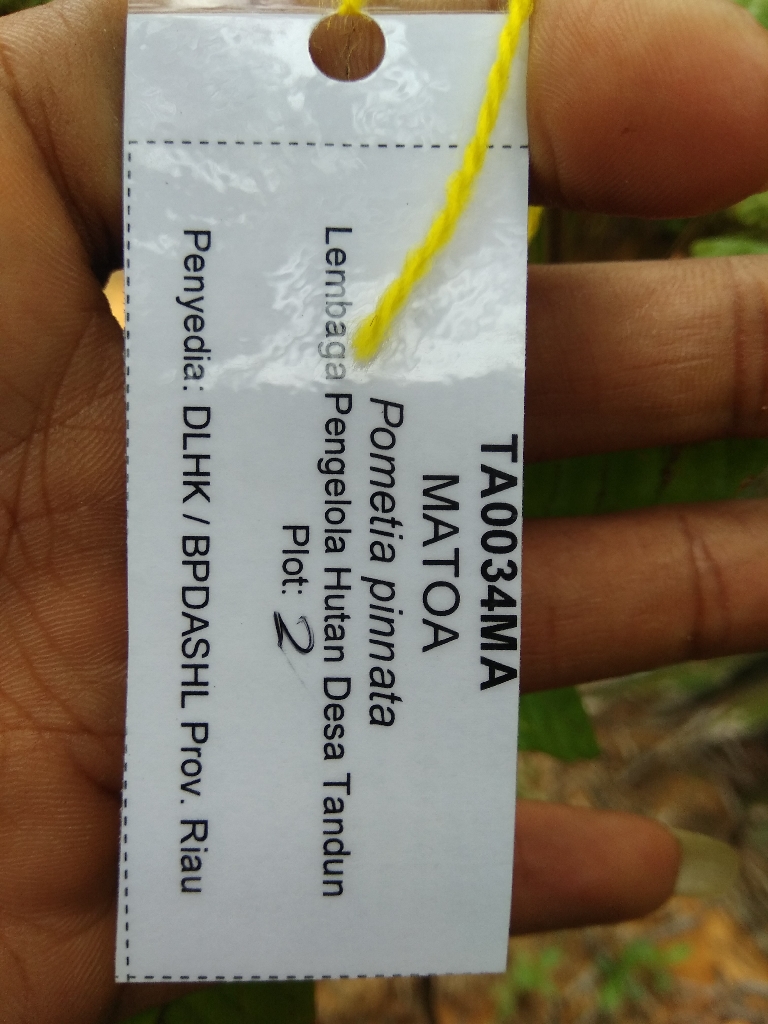 TA0034MA
MATOA
Pometia pinnata
Lembaga Pengelola Hutan Desa Tandun
Plot: 2
Penyedia: DLHK / BPDASHL Prov. Riau